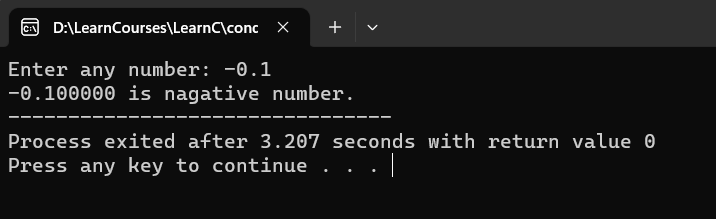 D:\LearnCourses\LearnC\conc
Enter any number: -0.1
-0.100000 is nagative number.
--------------------------------
Process exited after 3.207 seconds with return value 0
Press any key to continue . . .